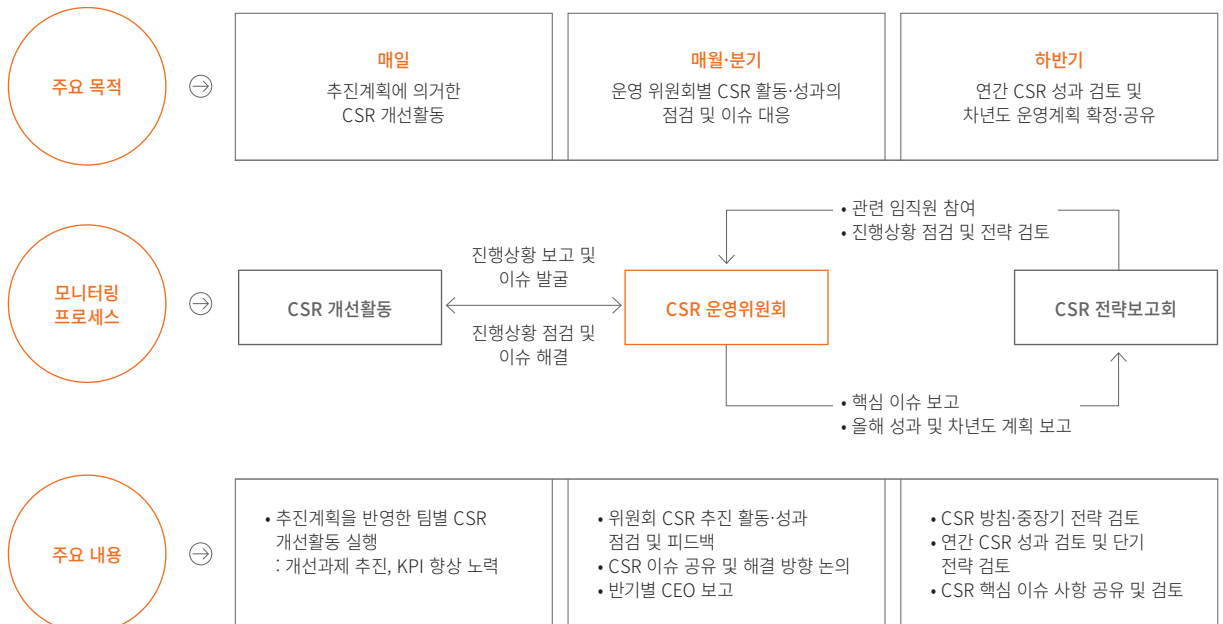 주요 목적
매일
추진계획에 의거한
CSR 개선활동
매월·분기
운영 위원회별 CSR 활동·성과의
점검 및 이슈 대응
하반기
연간 CSR 성과 검토 및
차년도 운영계획 확정·공유
모니터링
프로세스
CSR 개선활동
진행상황 보고 및
이슈 발굴
진행상황 점검 및
이슈 해결
CSR 운영위원회
• 관련 임직원 참여
• 진행상황 점검 및 전략 검토
CSR 전략보고회
• 핵심 이슈 보고
• 올해 성과 및 차년도 계획 보고
주요 내용
• 추진계획을 반영한 팀별 CSR
개선활동 실행
: 개선과제 추진, KPI 향상 노력
• 위원회 CSR 추진 활동·성과
점검 및 피드백
• CSR 이슈 공유 및 해결 방향 논의
• 반기별 CEO 보고
• CSR 방침·중장기 전략 검토
• 연간 CSR 성과 검토 및 단기
전략 검토
• CSR 핵심 이슈 사항 공유 및 검토